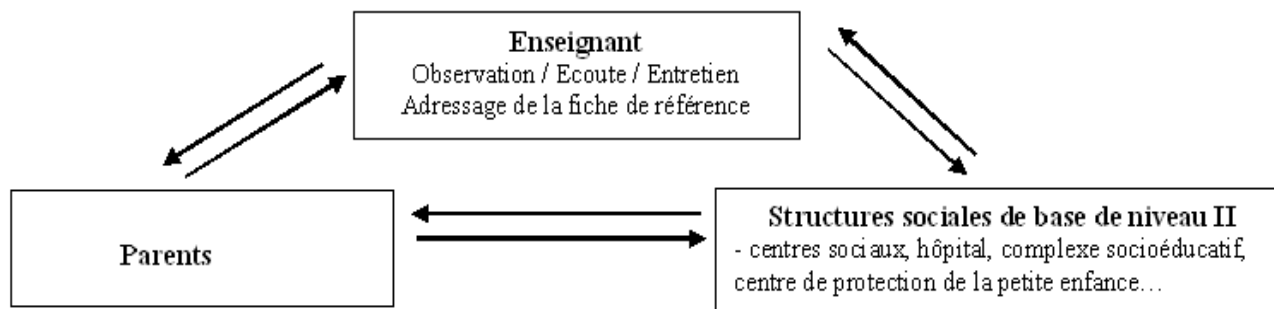 Enseignant
Observation / Ecoute / Entretien
Adressage de la fiche de référence
Parents
Structures sociales de base de niveau II
- centres sociaux, hôpital, complexe socioéducatif,
centre de protection de la petite enfance…